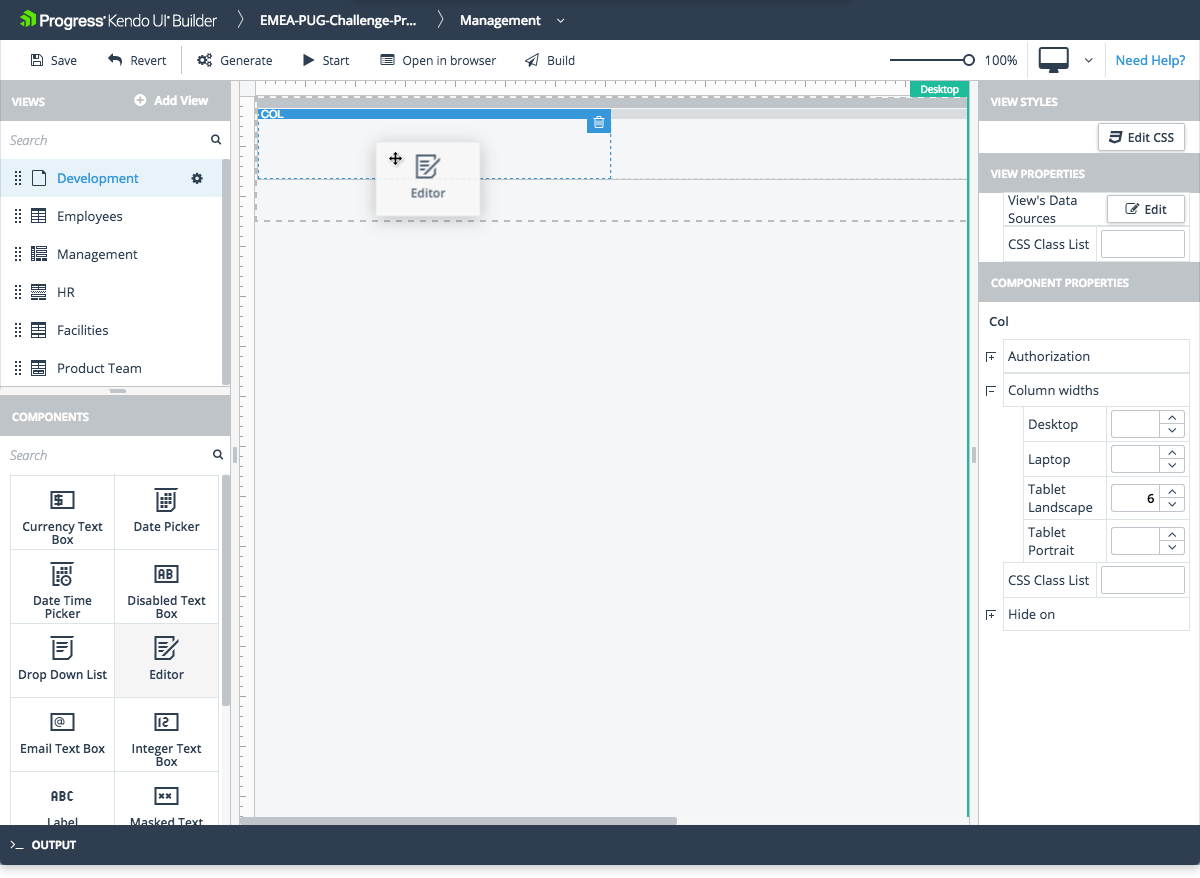 Progress Kendo UI Builder
EMEA-PUG-Challenge-Pr...
Management
Save
Revert
Generate
Start
Open in browser
Build
100%
Need Help?
VIEWS
Add View
Search
Development
Employees
Management
HR
Facilities
Product Team
COMPONENTS
Search
Currency Text
Box
Date Picker
Date Time
Picker
Disabled Text
Box
Drop Down List
Editor
Email Text Box
Integer Text
Box
ABC
Label
Masked Text
Desktop
COL
Editor
VIEW STYLES
Edit CSS
VIEW PROPERTIES
View's Data
Sources
Edit
CSS Class List
COMPONENT PROPERTIES
Col
Authorization
Column widths
Desktop
Laptop
Tablet
Landscape
6
Tablet
Portrait
CSS Class List
Hide on
OUTPUT